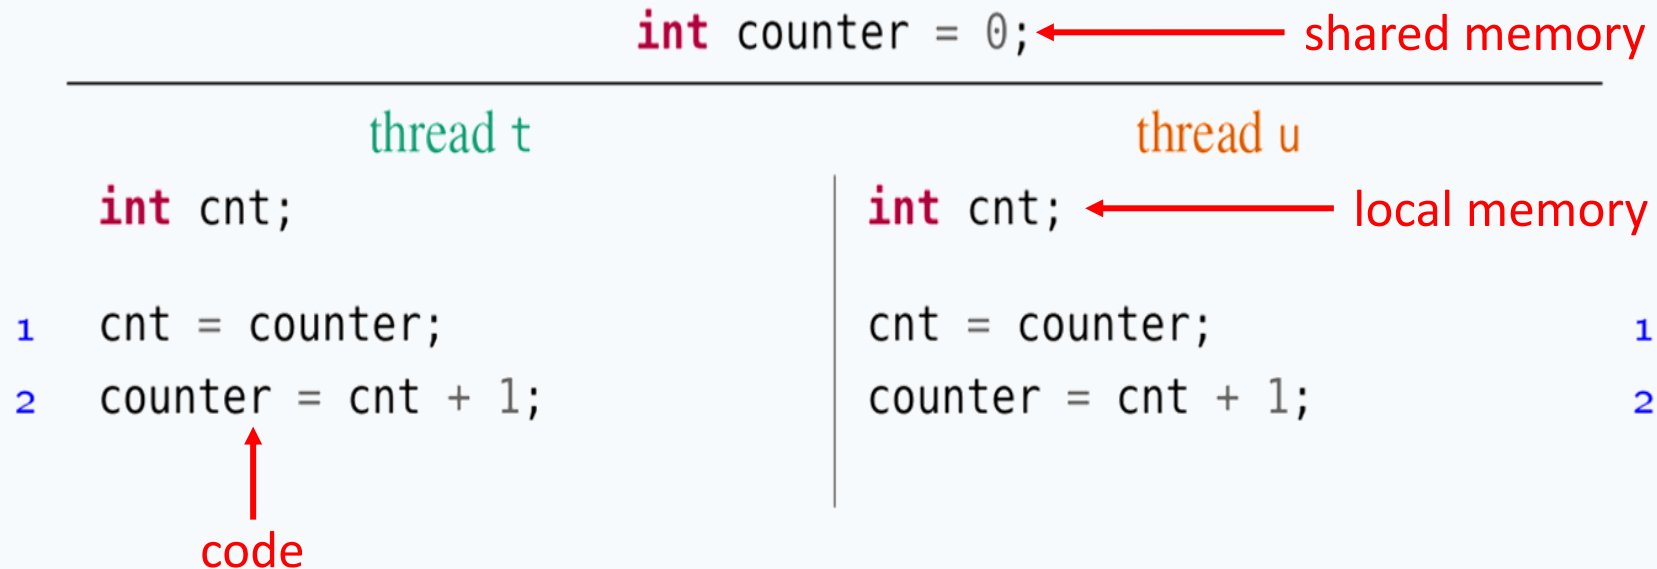 int counter = 0; shared memory
thread t thread u
int cnt; int cnt; local memory
1 cnt = counter; cnt = counter; 1
2 counter = cnt + 1; counter = cnt + 1; 2
code